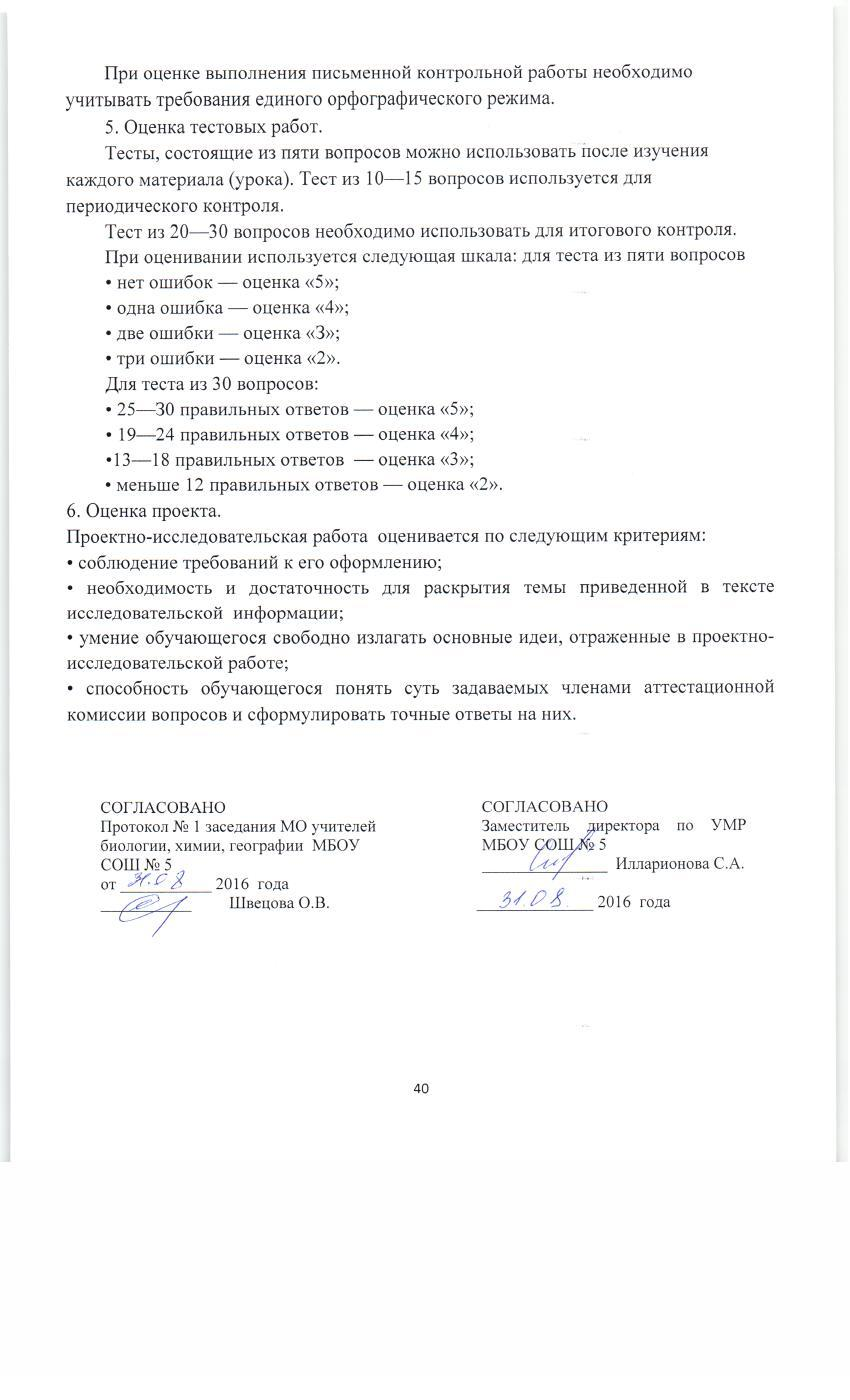 При оценке выполнения письменной контрольной работы необходимо
учитывать требования единого орфографического режима.
5. Оценка тестовых работ.
Тесты, состоящие из пяти вопросов можно использовать после изучения
каждого материала (урока). Тест из 10—15 вопросов используется для
периодического контроля.
Тест из 20—30 вопросов необходимо использовать для итогового контроля.
При оценивании используется следующая шкала: для теста из пяти вопросов
• нет ошибок — оценка «5»;
• одна ошибка — оценка «4»;
• две ошибки — оценка «З»;
• три ошибки — оценка «2».
Для теста из 30 вопросов:
• 25—З0 правильных ответов — оценка «5»;
• 19—24 правильных ответов — оценка «4»;
•13—18 правильных ответов — оценка «3»;
• меньше 12 правильных ответов — оценка «2».
6. Оценка проекта.
Проектно-исследовательская работа оценивается по следующим критериям:
• соблюдение требований к его оформлению;
• необходимость и достаточность для раскрытия темы приведенной в тексте
исследовательской информации;
• умение обучающегося свободно излагать основные идеи, отраженные в проектно-
исследовательской работе;
• способность обучающегося понять суть задаваемых членами аттестационной
комиссии вопросов и сформулировать точные ответы на них.
СОГЛАСОВАНО
Протокол № 1 заседания МО учителей
биологии, химии, географии МБОУ
СОШ № 5
от 31.08 2016 года
Швецова О.В.
СОГЛАСОВАНО
Заместитель директора по УМР
МБОУ СОШ № 5
Илларионова С.А.
31.08. 2016 года
40